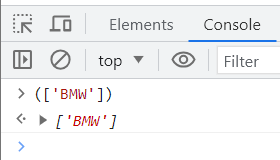 Elements Console
top Filter
(['BMW'])
['BMW']